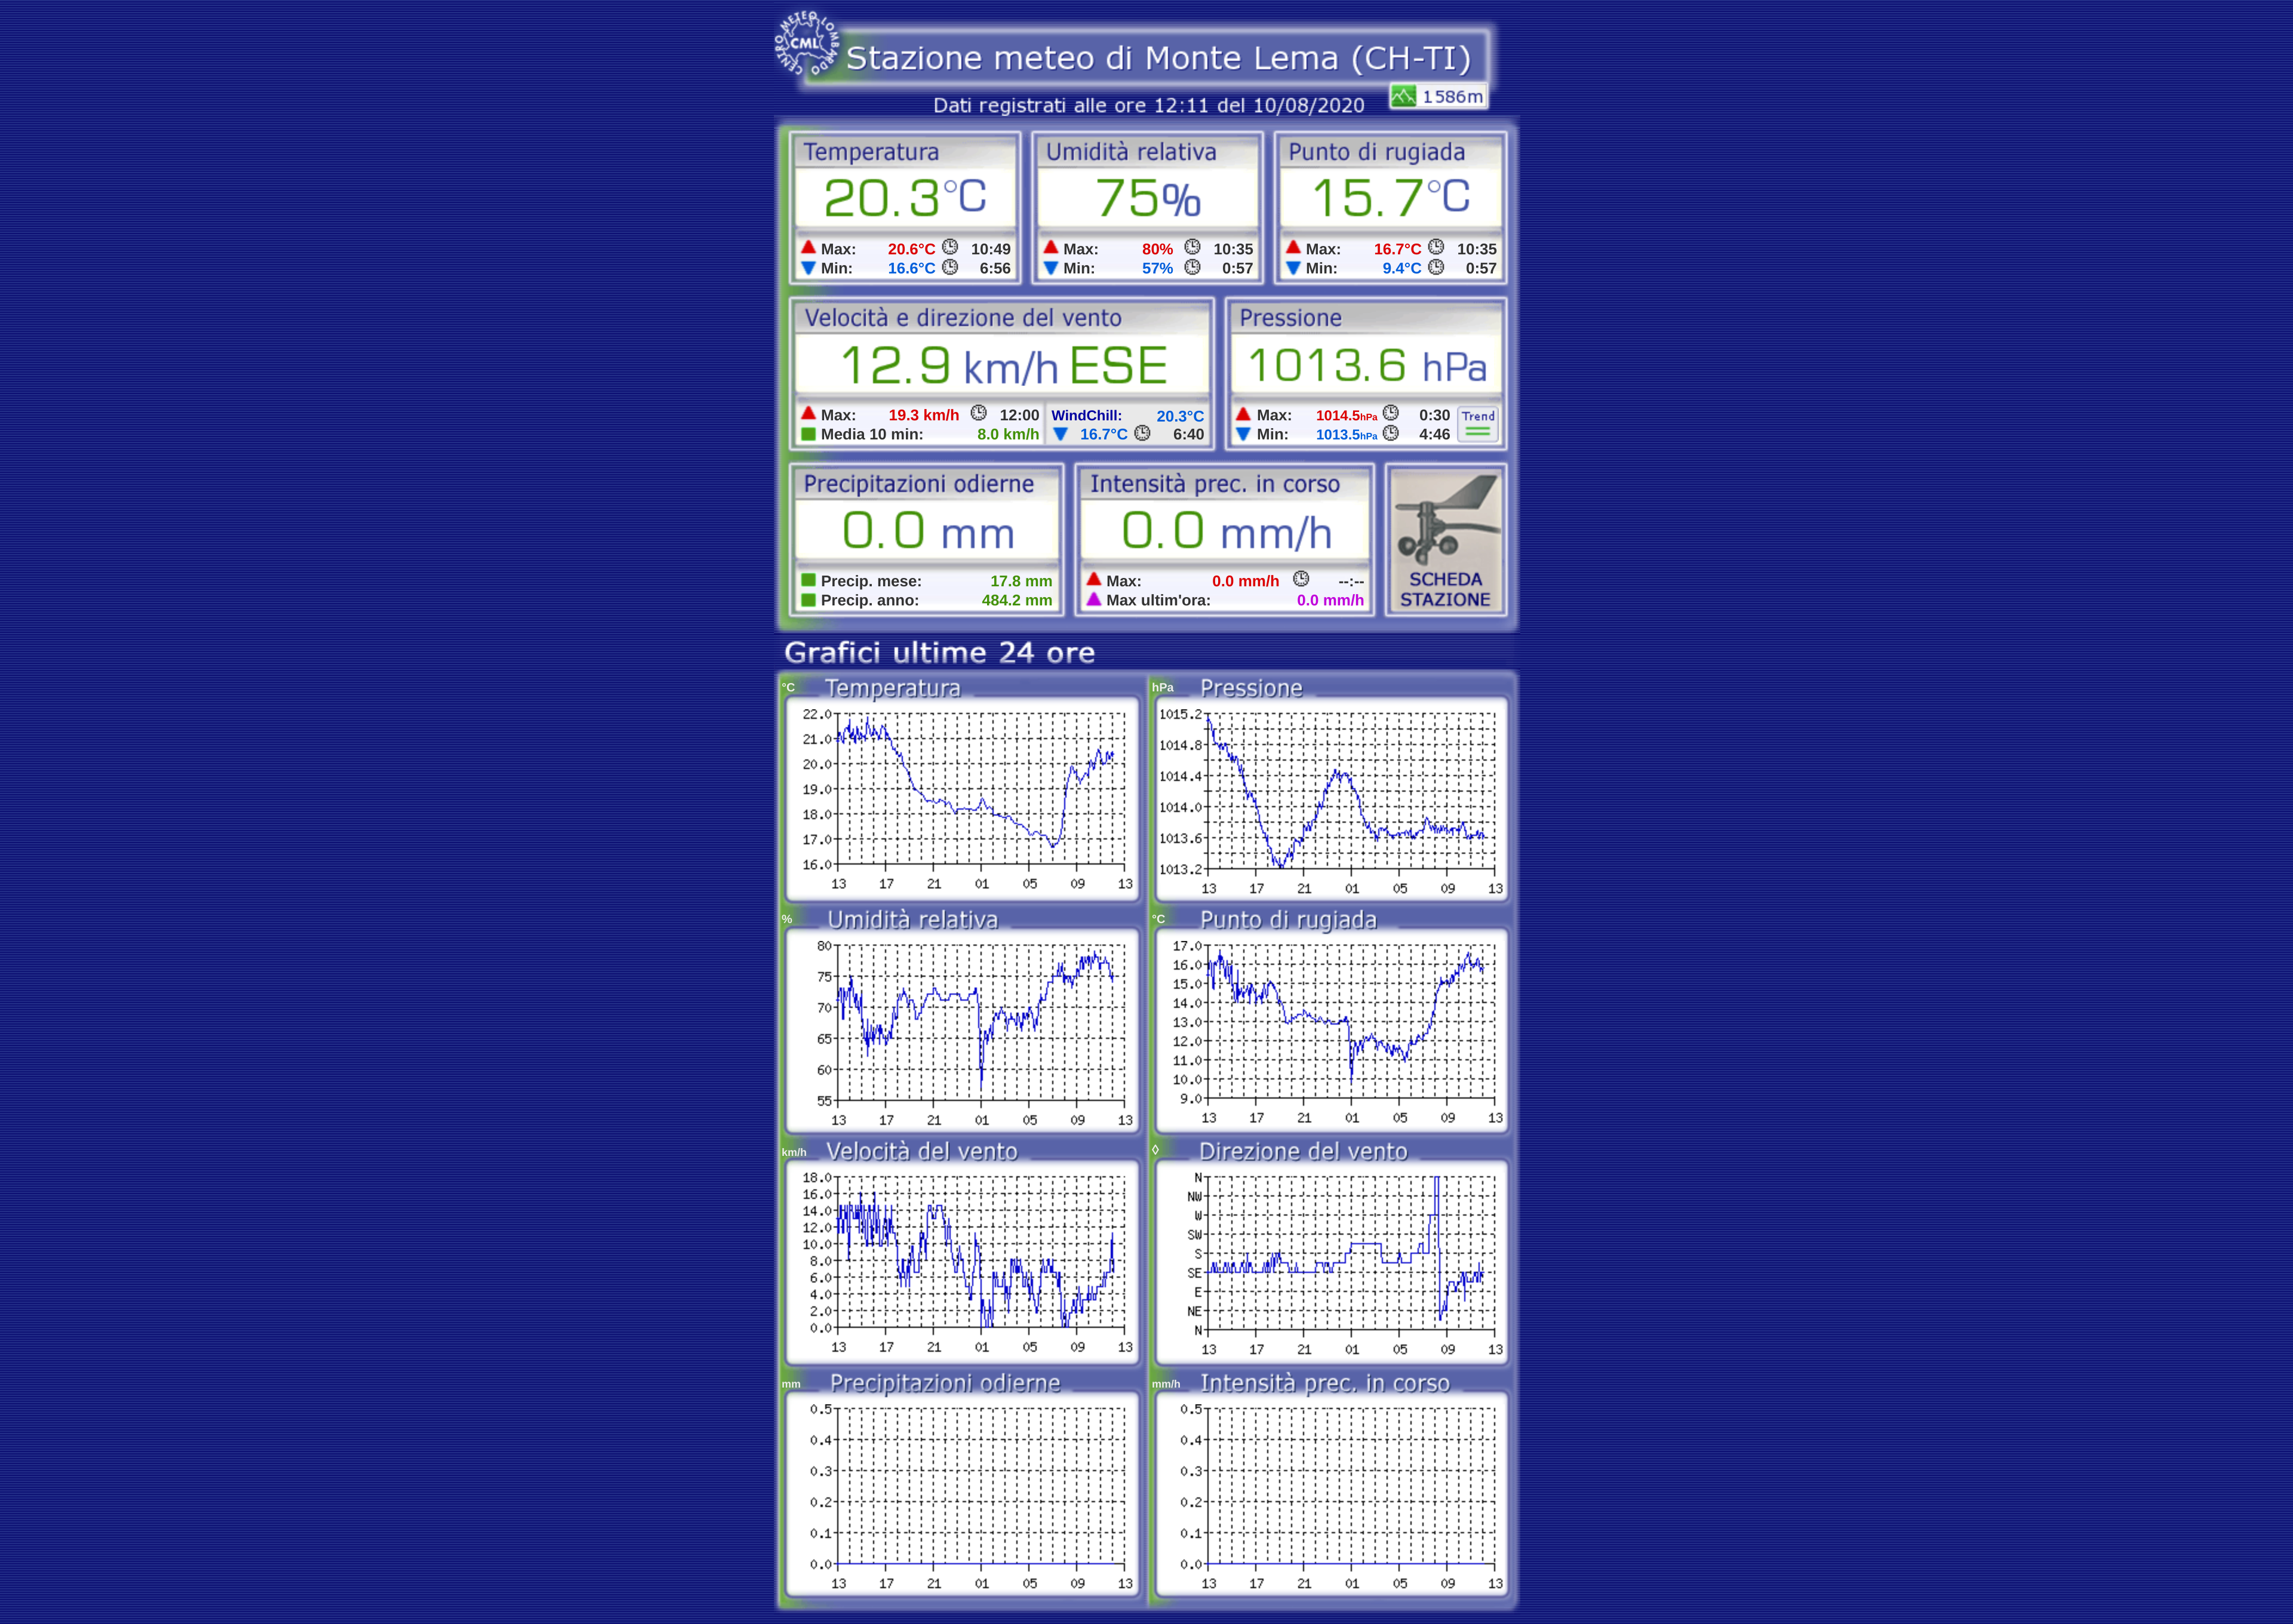 CENTRO METEO LOMBARDO
CML
Stazione meteo di Monte Lema (CH-TI)
1586m
Dati registrati alle ore 12:11 del 10/08/2020
Temperatura
20.3°C
Max: 20.6°C 10:49
Min: 16.6°C 6:56
Umidità relativa
75%
Max: 80% 10:35
Min: 57% 0:57
Punto di rugiada
15.7°C
Max: 16.7°C 10:35
Min: 9.4°C 0:57
Velocità e direzione del vento
12.9 km/h ESE
Max: 19.3 km/h 12:00
Media 10 min: 8.0 km/h
WindChill: 20.3°C
16.7°C 6:40
Pressione
1013.6 hPa
Max: 1014.5hPa 0:30
Min: 1013.5hPa 4:46
Trend
Precipitazioni odierne
0.0 mm
Precip. mese: 17.8 mm
Precip. anno: 484.2 mm
Intensità prec. in corso
0.0 mm/h
Max: 0.0 mm/h --:--
Max ultim'ora: 0.0 mm/h
SCHEDA
STAZIONE
Grafici ultime 24 ore
°C Temperatura
22.0
21.0
20.0
19.0
18.0
17.0
16.0
13 17 21 01 05 09 13
hPa Pressione
1015.2
1014.8
1014.4
1014.0
1013.6
1013.2
13 17 21 01 05 09 13
% Umidità relativa
80
75
70
65
60
55
13 17 21 01 05 09 13
°C Punto di rugiada
17.0
16.0
15.0
14.0
13.0
12.0
11.0
10.0
9.0
13 17 21 01 05 09 13
km/h Velocità del vento
18.0
16.0
14.0
12.0
10.0
8.0
6.0
4.0
2.0
0.0
13 17 21 01 05 09 13
◊ Direzione del vento
N
NW
W
SW
S
SE
E
NE
N
13 17 21 01 05 09 13
mm Precipitazioni odierne
0.5
0.4
0.3
0.2
0.1
0.0
13 17 21 01 05 09 13
mm/h Intensità prec. in corso
0.5
0.4
0.3
0.2
0.1
0.0
13 17 21 01 05 09 13